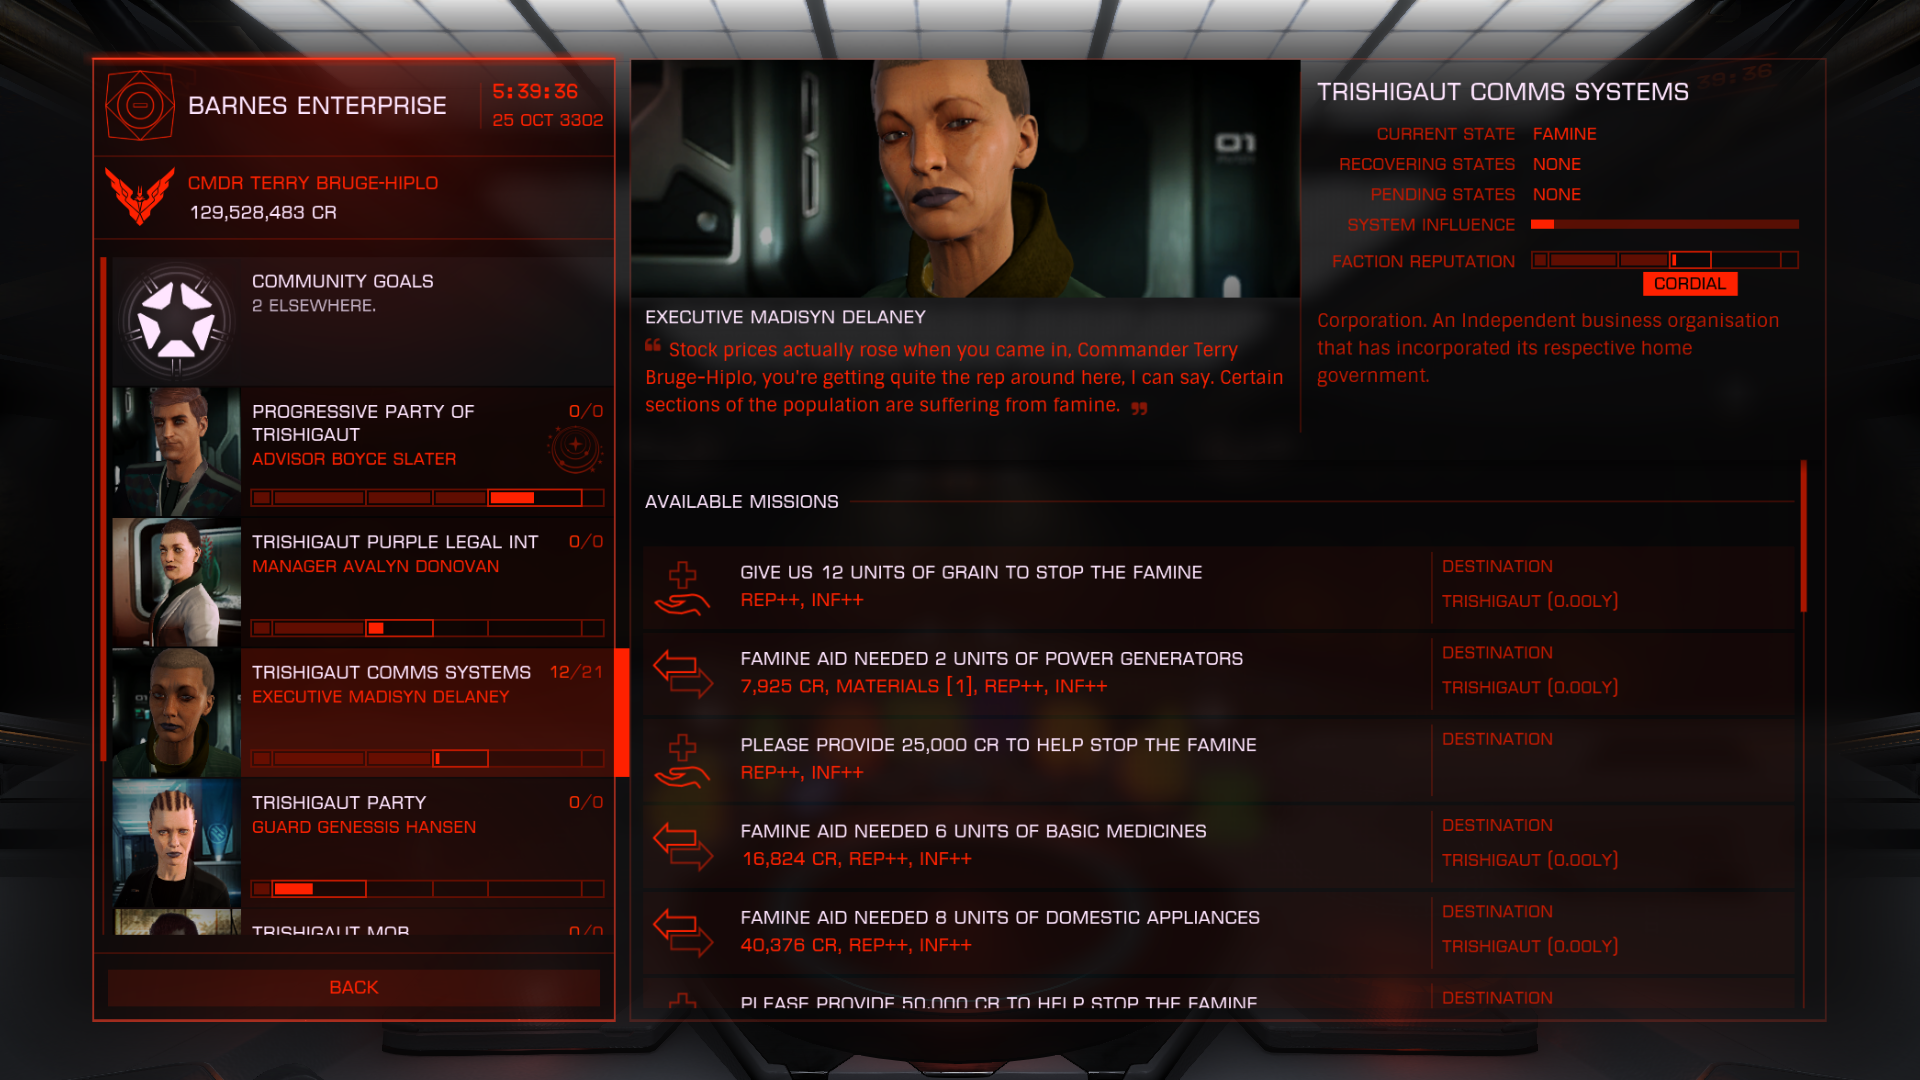 BARNES ENTERPRISE
5:39:36
25 OCT 3302
CMDR TERRY BRUGE-HIPLO
129,528,483 CR
COMMUNITY GOALS
2 ELSEWHERE.
PROGRESSIVE PARTY OF
TRISHIGAUT
0/0
ADVISOR BOYCE SLATER
TRISHIGAUT PURPLE LEGAL INT 0/0
MANAGER AVALYN DONOVAN
TRISHIGAUT COMMS SYSTEMS 12/21
EXECUTIVE MADISYN DELANEY
TRISHIGAUT PARTY 0/0
GUARD GENESSIS HANSEN
TRISHIGAUT MOB 0/0
BACK
01
EXECUTIVE MADISYN DELANEY
“ Stock prices actually rose when you came in, Commander Terry
Bruge-Hiplo, you're getting quite the rep around here, I can say. Certain
sections of the population are suffering from famine. ”
TRISHIGAUT COMMS SYSTEMS
39:36
CURRENT STATE FAMINE
RECOVERING STATES NONE
PENDING STATES NONE
SYSTEM INFLUENCE
FACTION REPUTATION
CORDIAL
Corporation. An Independent business organisation
that has incorporated its respective home
government.
AVAILABLE MISSIONS
GIVE US 12 UNITS OF GRAIN TO STOP THE FAMINE
REP++, INF++
DESTINATION
TRISHIGAUT (0.00LY)
FAMINE AID NEEDED 2 UNITS OF POWER GENERATORS
7,925 CR, MATERIALS [1], REP++, INF++
DESTINATION
TRISHIGAUT (0.00LY)
PLEASE PROVIDE 25,000 CR TO HELP STOP THE FAMINE
REP++, INF++
DESTINATION
FAMINE AID NEEDED 6 UNITS OF BASIC MEDICINES
16,824 CR, REP++, INF++
DESTINATION
TRISHIGAUT (0.00LY)
FAMINE AID NEEDED 8 UNITS OF DOMESTIC APPLIANCES
40,376 CR, REP++, INF++
DESTINATION
TRISHIGAUT (0.00LY)
PLEASE PROVIDE 50,000 CR TO HELP STOP THE FAMINE
DESTINATION